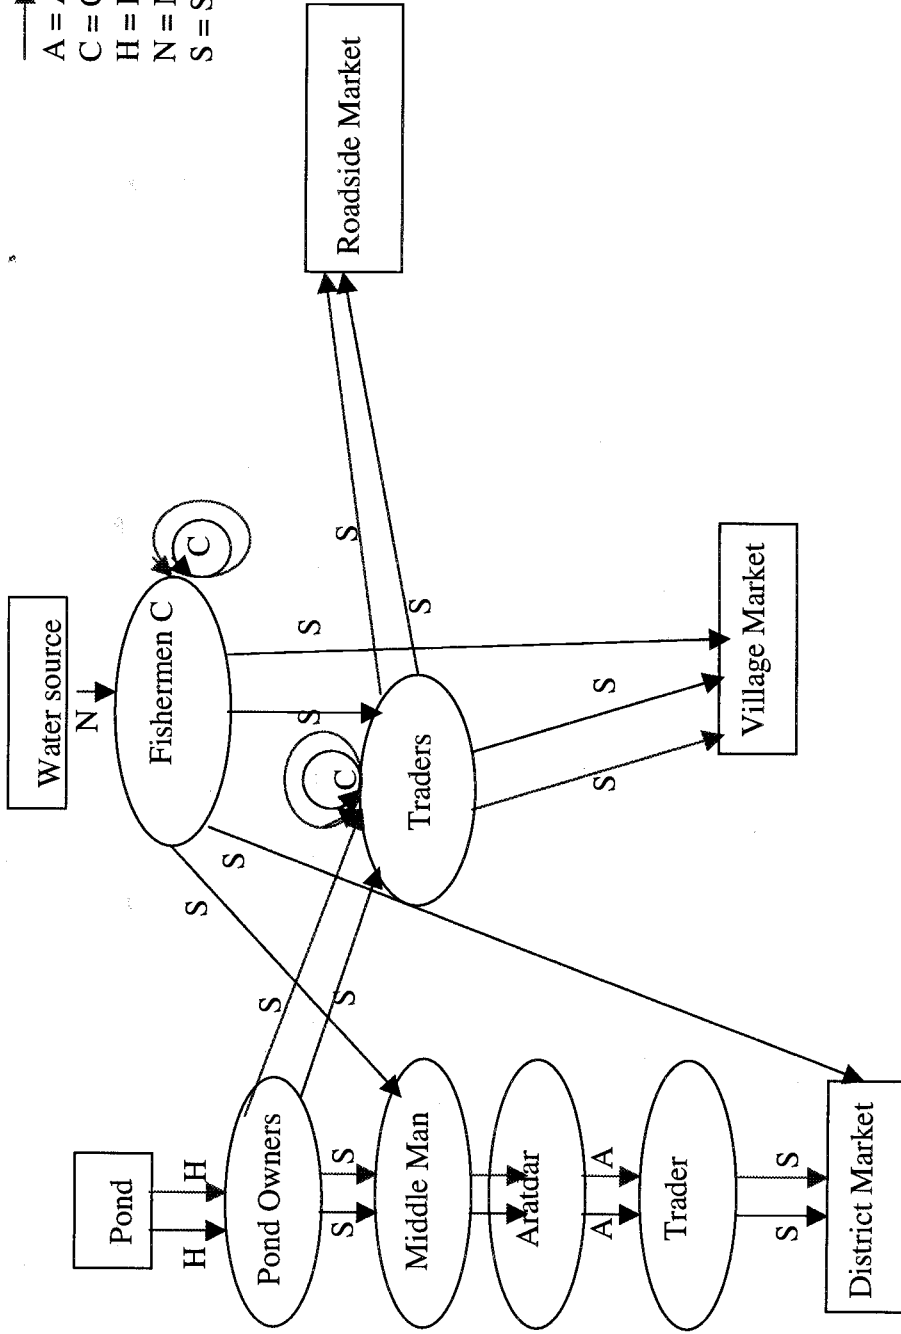 A =
C =
H =
N =
S = S
Water source
N
Fishermen C
C
Pond
H
H
Pond Owners
S
S
S
S
S
S
S
S
C
Traders
S
S
Roadside Market
Middle Man
Aratdar
A
A
Trader
S
S
District Market
S
S
Village Market